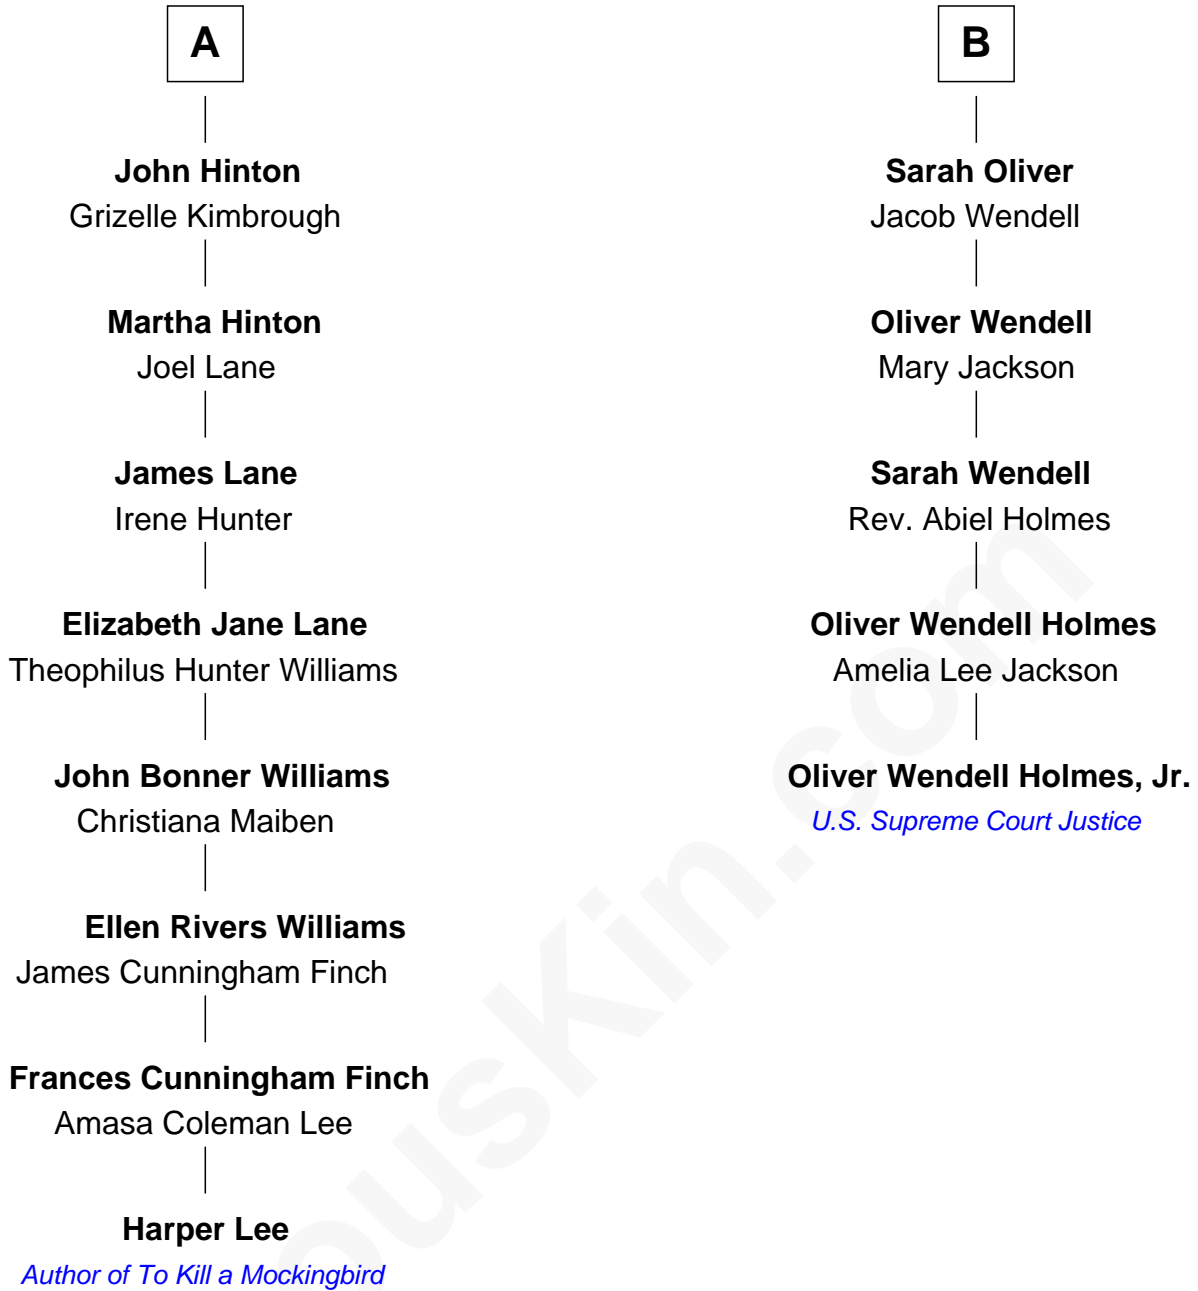 A
John Hinton
Grizelle Kimbrough
Martha Hinton
Joel Lane
James Lane
Irene Hunter
Elizabeth Jane Lane
Theophilus Hunter Williams
John Bonner Williams
Christiana Maiben
Ellen Rivers Williams
James Cunningham Finch
Frances Cunningham Finch
Amasa Coleman Lee
Harper Lee
Author of To Kill a Mockingbird
B
Sarah Oliver
Jacob Wendell
Oliver Wendell
Mary Jackson
Sarah Wendell
Rev. Abiel Holmes
Oliver Wendell Holmes
Amelia Lee Jackson
Oliver Wendell Holmes, Jr.
U.S. Supreme Court Justice
ousKin.com